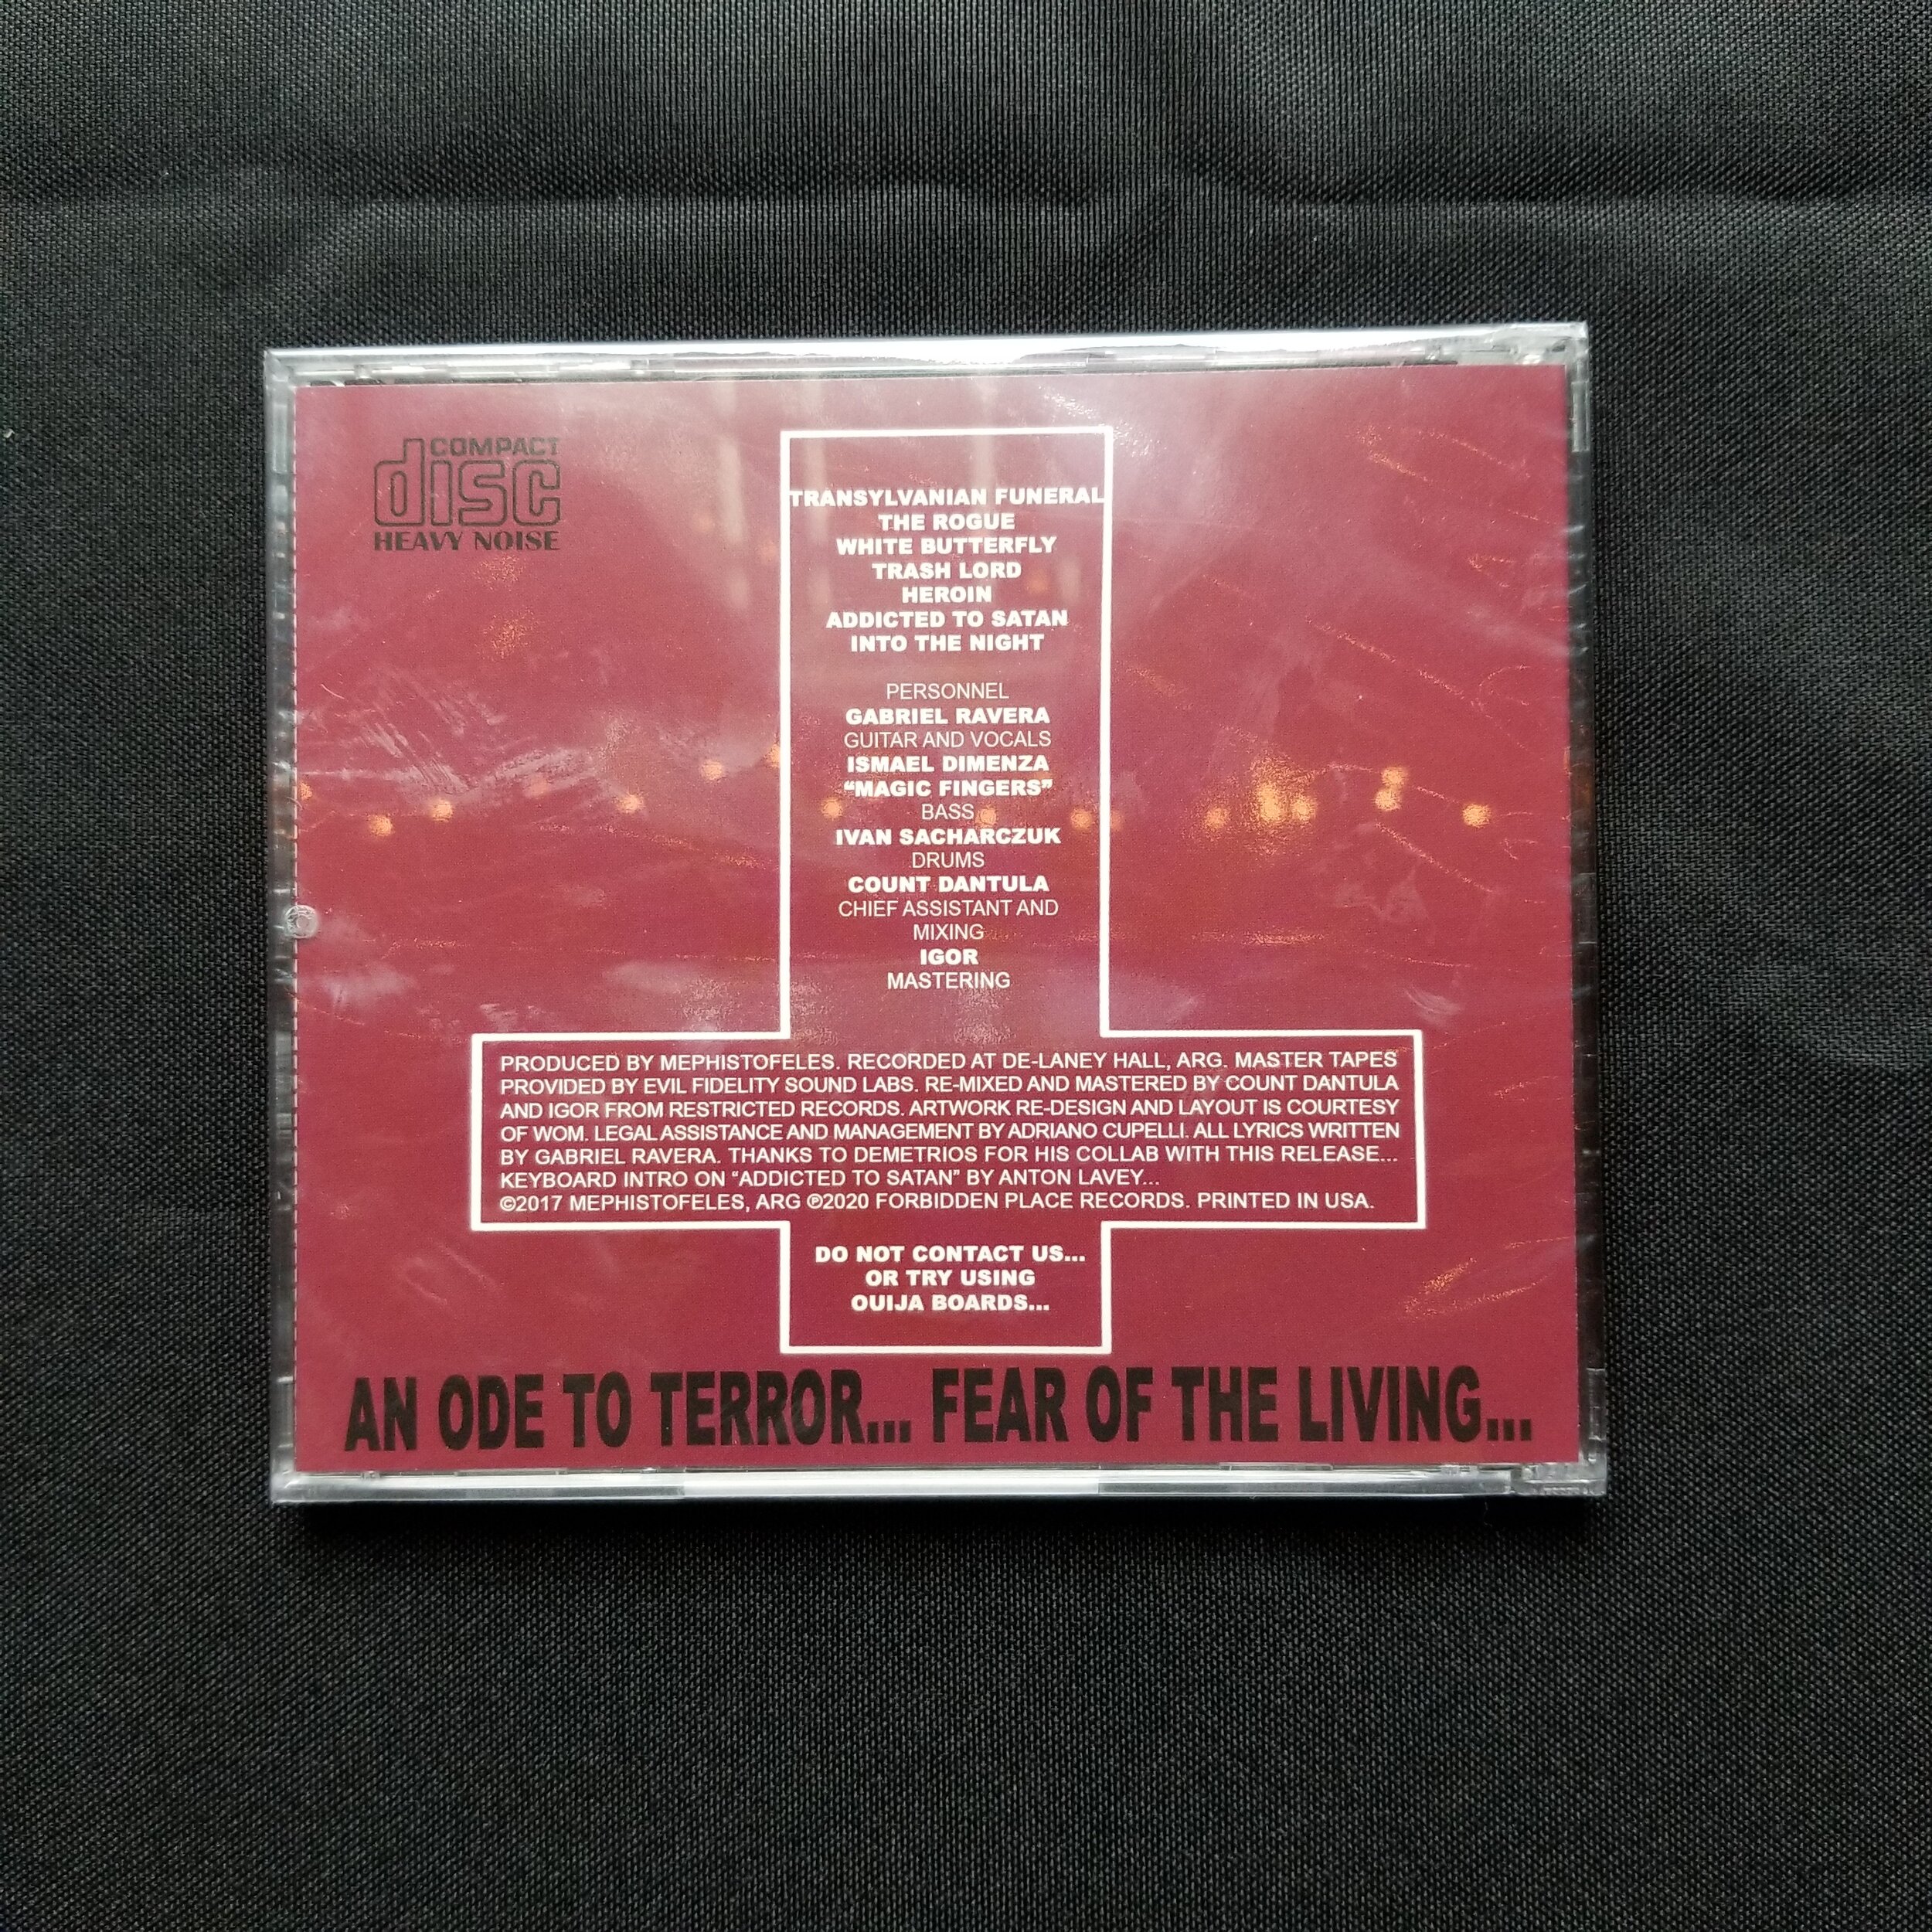 COMPACT
disc
HEAVY NOISE
TRANSYLVANIAN FUNERAL
THE ROGUE
WHITE BUTTERFLY
TRASH LORD
HEROIN
ADDICTED TO SATAN
INTO THE NIGHT
PERSONNEL
GABRIEL RAVERA
GUITAR AND VOCALS
ISMAEL DIMENZA
“MAGIC FINGERS”
BASS
IVAN SACHARCZUK
DRUMS
COUNT DANTULA
CHIEF ASSISTANT AND
MIXING
IGOR
MASTERING
PRODUCED BY MEPHISTOFELES. RECORDED AT DE-LANEY HALL, ARG. MASTER TAPES
PROVIDED BY EVIL FIDELITY SOUND LABS. RE-MIXED AND MASTERED BY COUNT DANTULA
AND IGOR FROM RESTRICTED RECORDS. ARTWORK RE-DESIGN AND LAYOUT IS COURTESY
OF WOM. LEGAL ASSISTANCE AND MANAGEMENT BY ADRIANO CUPELLI. ALL LYRICS WRITTEN
BY GABRIEL RAVERA. THANKS TO DEMETRIOS FOR HIS COLLAB WITH THIS RELEASE...
KEYBOARD INTRO ON “ADDICTED TO SATAN” BY ANTON LAVEY...
©2017 MEPHISTOFELES, ARG ℗2020 FORBIDDEN PLACE RECORDS. PRINTED IN USA.
DO NOT CONTACT US...
OR TRY USING
OUIJA BOARDS...
AN ODE TO TERROR... FEAR OF THE LIVING...